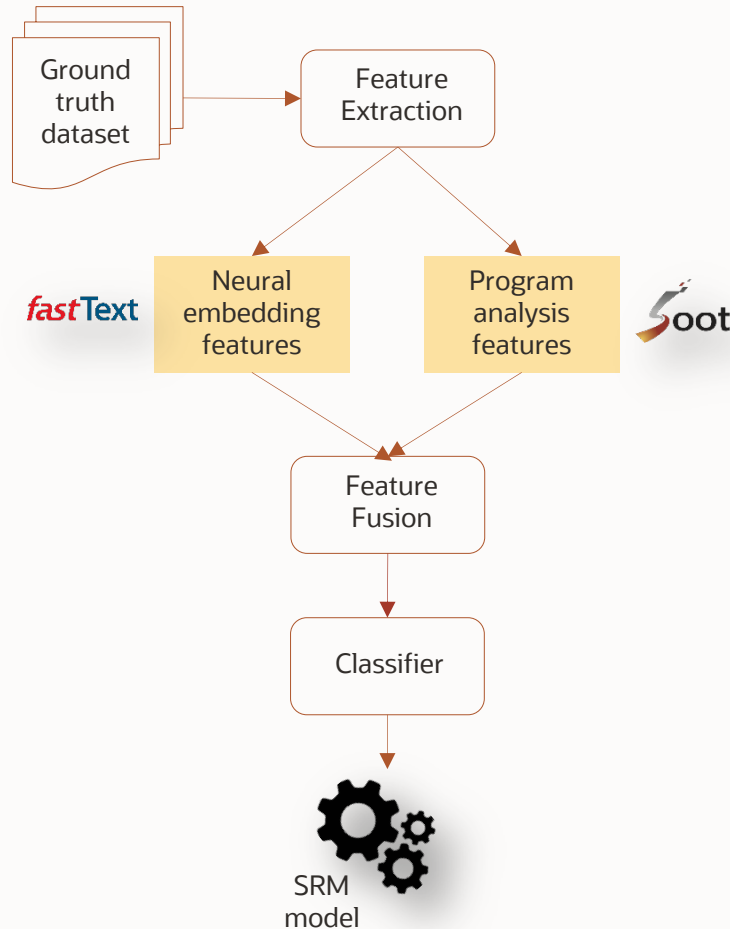 Ground
truth
dataset
Feature
Extraction
fastText
Neural
embedding
features
Program
analysis
features
Soot
Feature
Fusion
Classifier
SRM
model